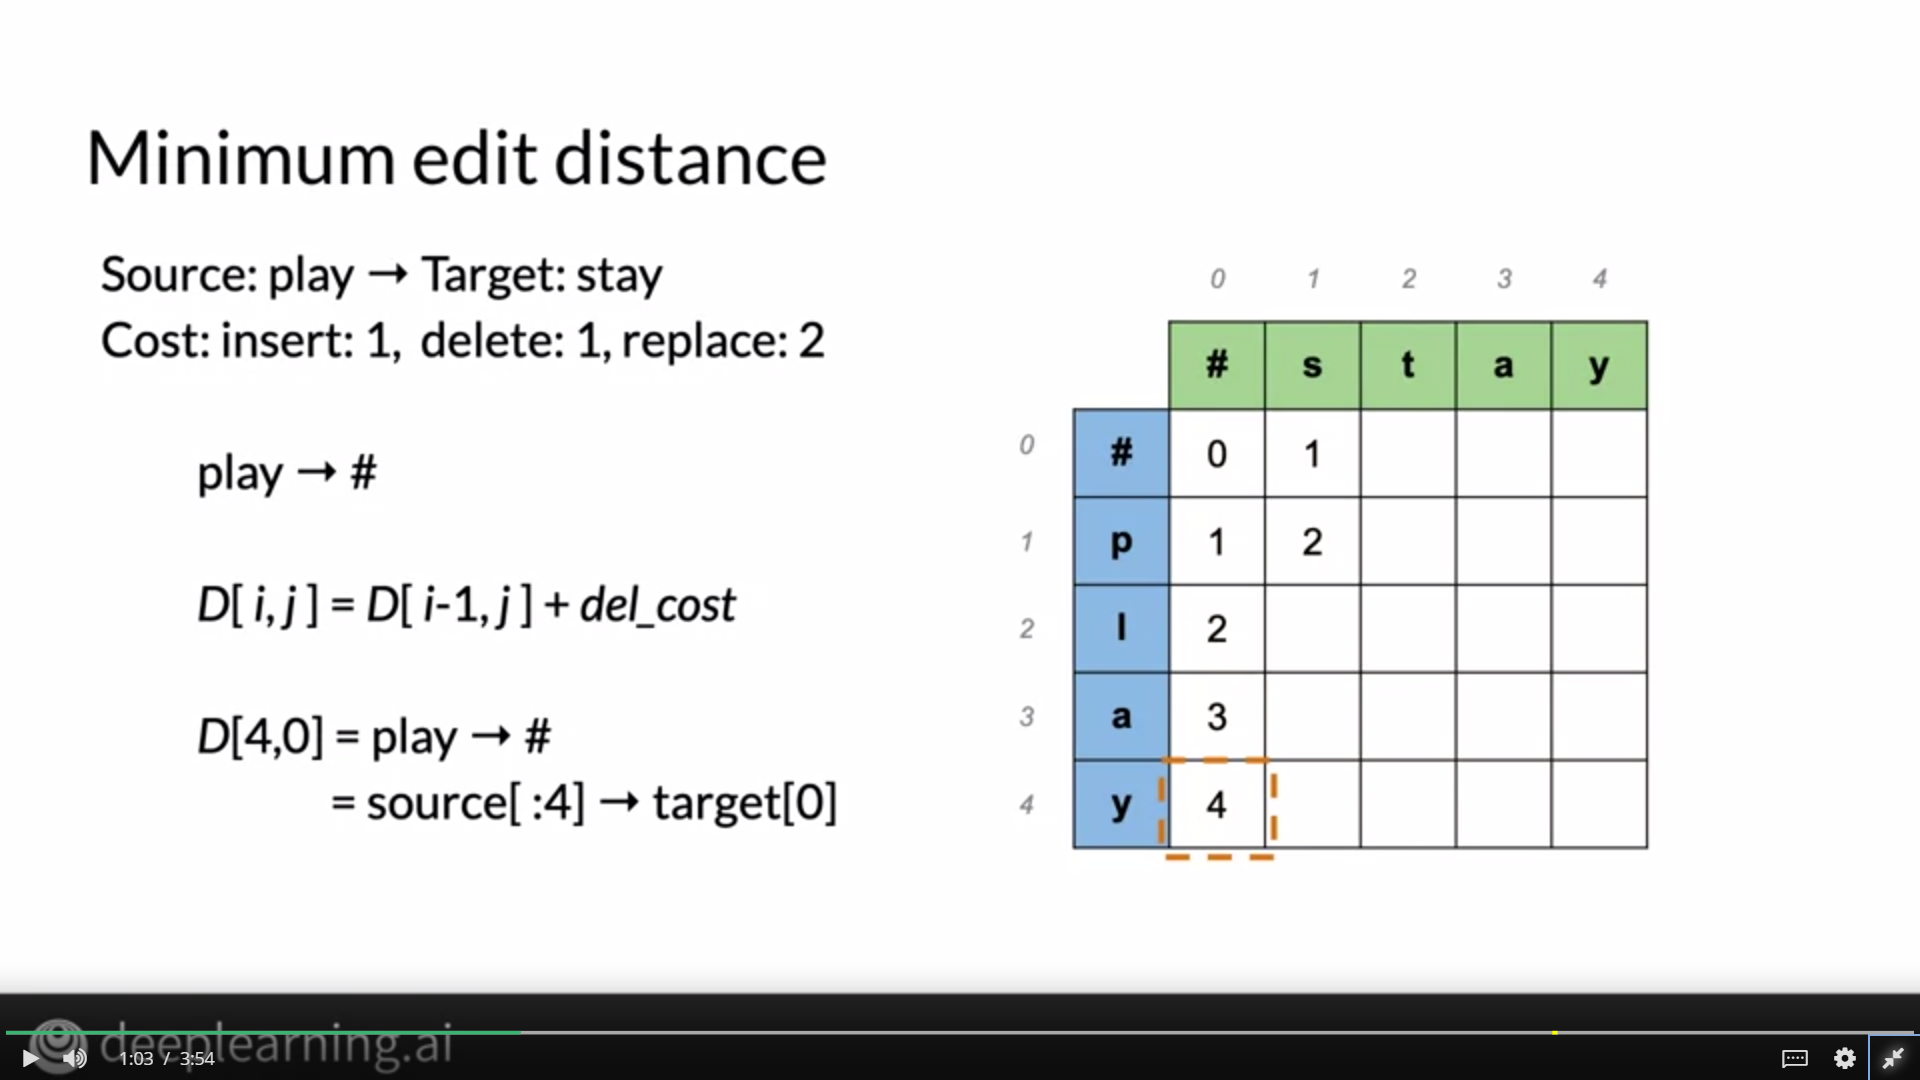 Minimum edit distance
Source: play → Target: stay
Cost: insert: 1, delete: 1, replace: 2
play → #
D[ i, j ] = D[ i-1, j ] + del_cost
D[4,0] = play → #
= source[ :4] → target[0]
0 1 2 3 4
# s t a y
0 # 0 1
1 p 1 2
2 l 2
3 a 3
4 y 4
deeplearning.ai
1:03 / 3:54